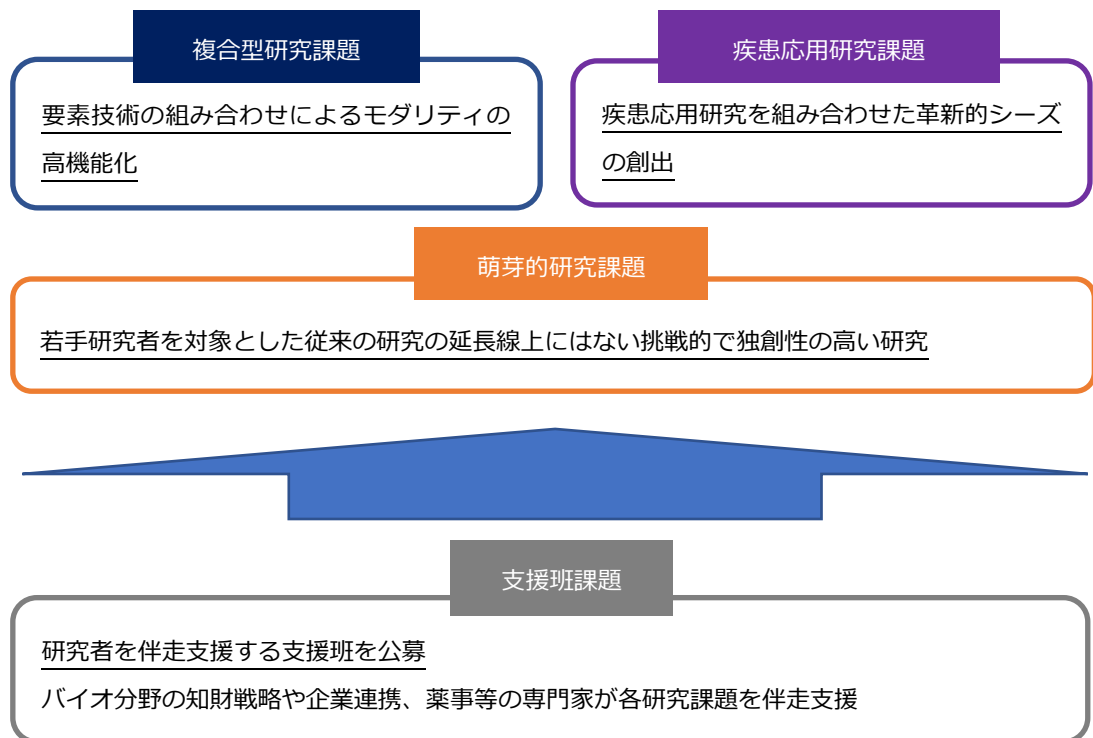 複合型研究課題
要素技術の組み合わせによるモダリティの
高機能化
疾患応用研究課題
疾患応用研究を組み合わせた革新的シーズ
の創出
萌芽的研究課題
若手研究者を対象とした従来の研究の延長線上にはない挑戦的で独創性の高い研究
支援班課題
研究者を伴走支援する支援班を公募
バイオ分野の知財戦略や企業連携、薬事等の専門家が各研究課題を伴走支援